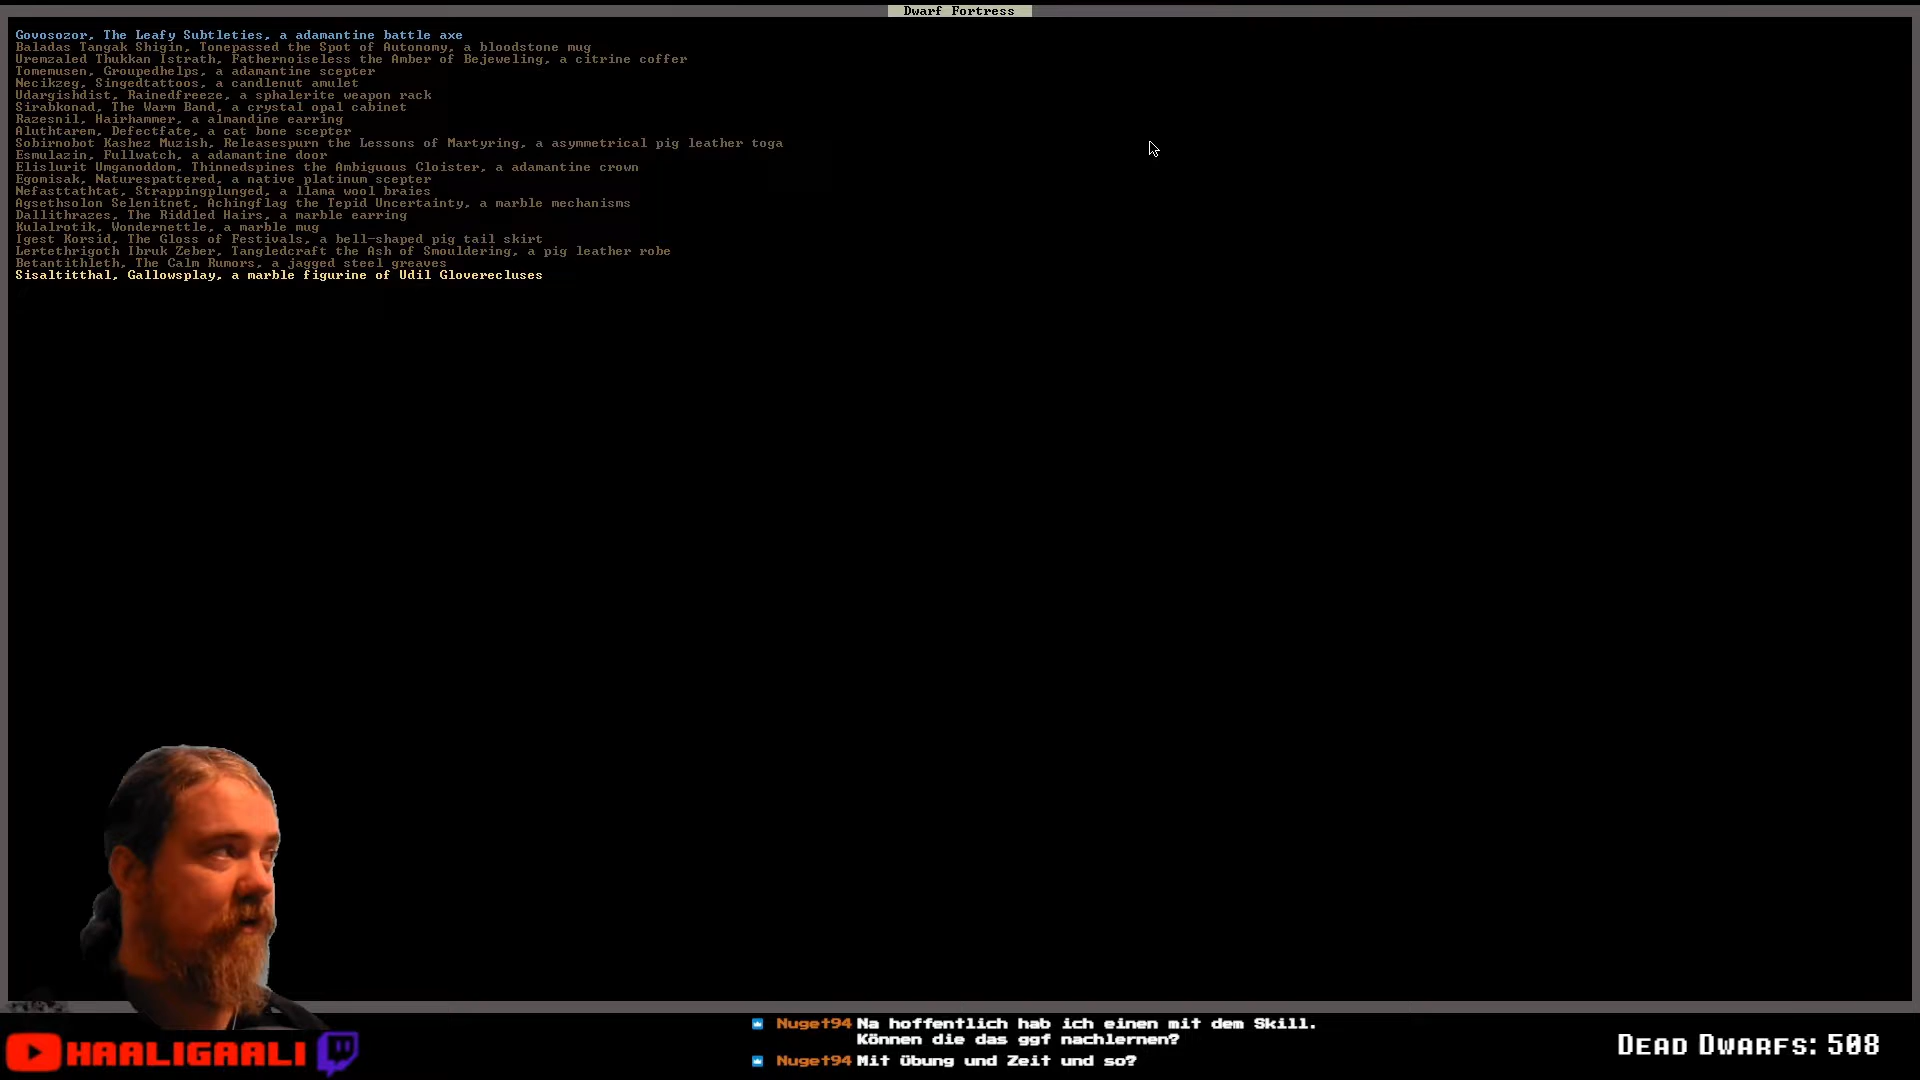 Dwarf Fortress
Govosozor, The Leafy Subtleties, a adamantine battle axe
Baladas Tangak Shigin, Tonepassed the Spot of Autonomy, a bloodstone mug
Uremzaled Thukkan Istrath, Fathernoiseless the Amber of Bejeweling, a citrine coffer
Tomemusen, Groupedhelps, a adamantine scepter
Necikzeg, Singedtattoos, a candlenut amulet
Udargishdist, Rainedfreeze, a sphalerite weapon rack
Sirabkonad, The Warm Band, a crystal opal cabinet
Razesnil, Hairhammer, a almandine earring
Aluthtarem, Defectfate, a cat bone scepter
Sobirnobot Kashez Muzish, Releasespurn the Lessons of Martyring, a asymmetrical pig leather toga
Esmulazin, Fullwatch, a adamantine door
Elislurit Umganoddom, Thinnedspines the Ambiguous Cloister, a adamantine crown
Egomisak, Naturespattered, a native platinum scepter
Nefasttathtat, Strappingplunged, a llama wool braies
Agsethsolon Selenitnet, Achingflag the Tepid Uncertainty, a marble mechanisms
Dallithrazes, The Riddled Hairs, a marble earring
Kulalrotik, Wondernettle, a marble mug
Igest Korsid, The Gloss of Festivals, a bell-shaped pig tail skirt
Lertethrigoth Ibruk Zeber, Tangledcraft the Ash of Smouldering, a pig leather robe
Betantithleth, The Calm Rumors, a jagged steel greaves
Sisaltitthal, Gallowsplay, a marble figurine of Udil Gloverecluses
Nuget94 Na hoffentlich hab ich einen mit dem Skill.
Können die das ggf nachlernen?
Nuget94 Mit Übung und Zeit und so?
HAALIGAALI
Dead Dwarfs: 508